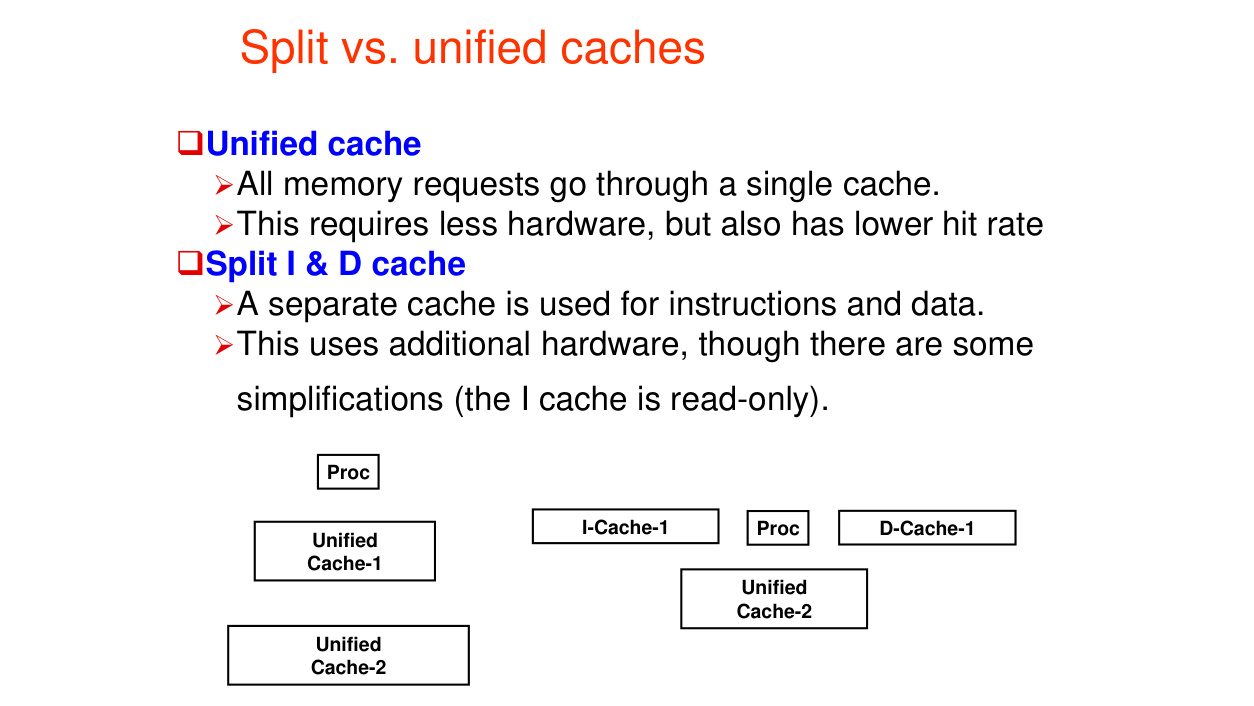 Split vs. unified caches
❑Unified cache
➢All memory requests go through a single cache.
➢This requires less hardware, but also has lower hit rate
❑Split I & D cache
➢A separate cache is used for instructions and data.
➢This uses additional hardware, though there are some
simplifications (the I cache is read-only).
Proc
Unified
Cache-1
Unified
Cache-2
I-Cache-1
Proc
D-Cache-1
Unified
Cache-2